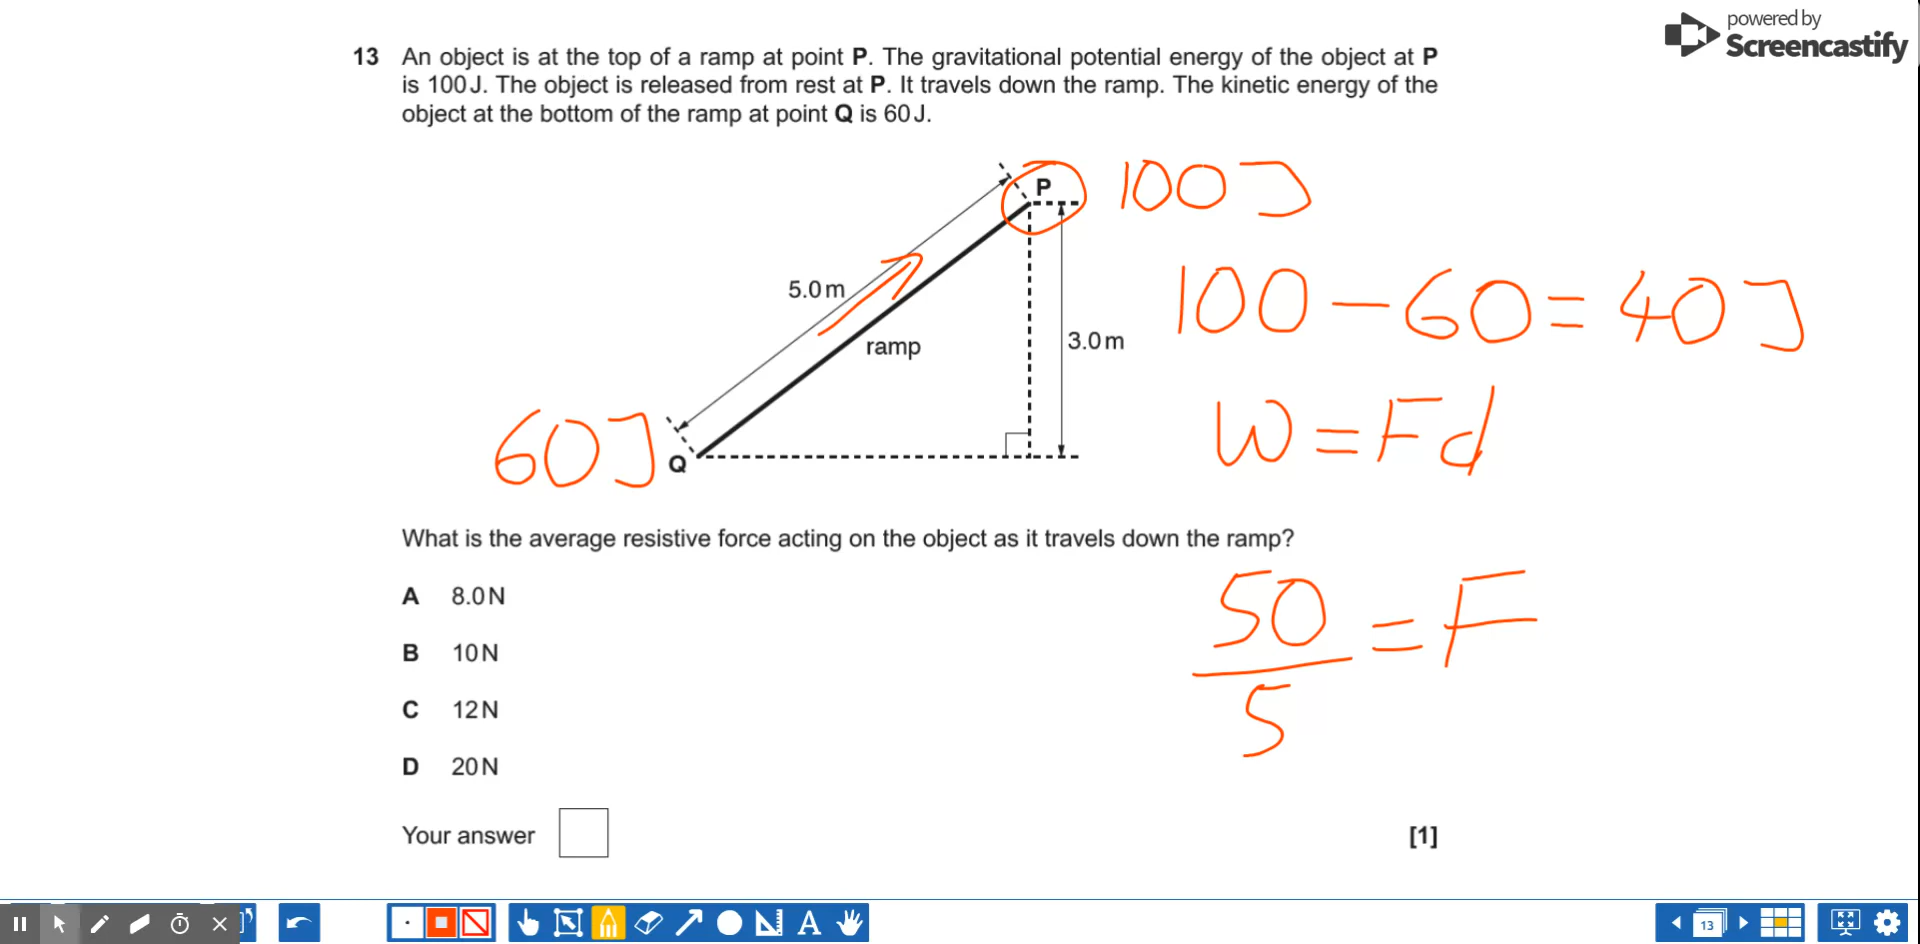 powered by
Screencastify
13 An object is at the top of a ramp at point P. The gravitational potential energy of the object at P
is 100 J. The object is released from rest at P. It travels down the ramp. The kinetic energy of the
object at the bottom of the ramp at point Q is 60 J.
P
100J
5.0 m
100 - 60 = 40J
3.0 m
ramp
W = Fd
60J
Q
What is the average resistive force acting on the object as it travels down the ramp?
50/5 = F
A 8.0 N
B 10 N
C 12 N
D 20 N
Your answer
[1]
A
13